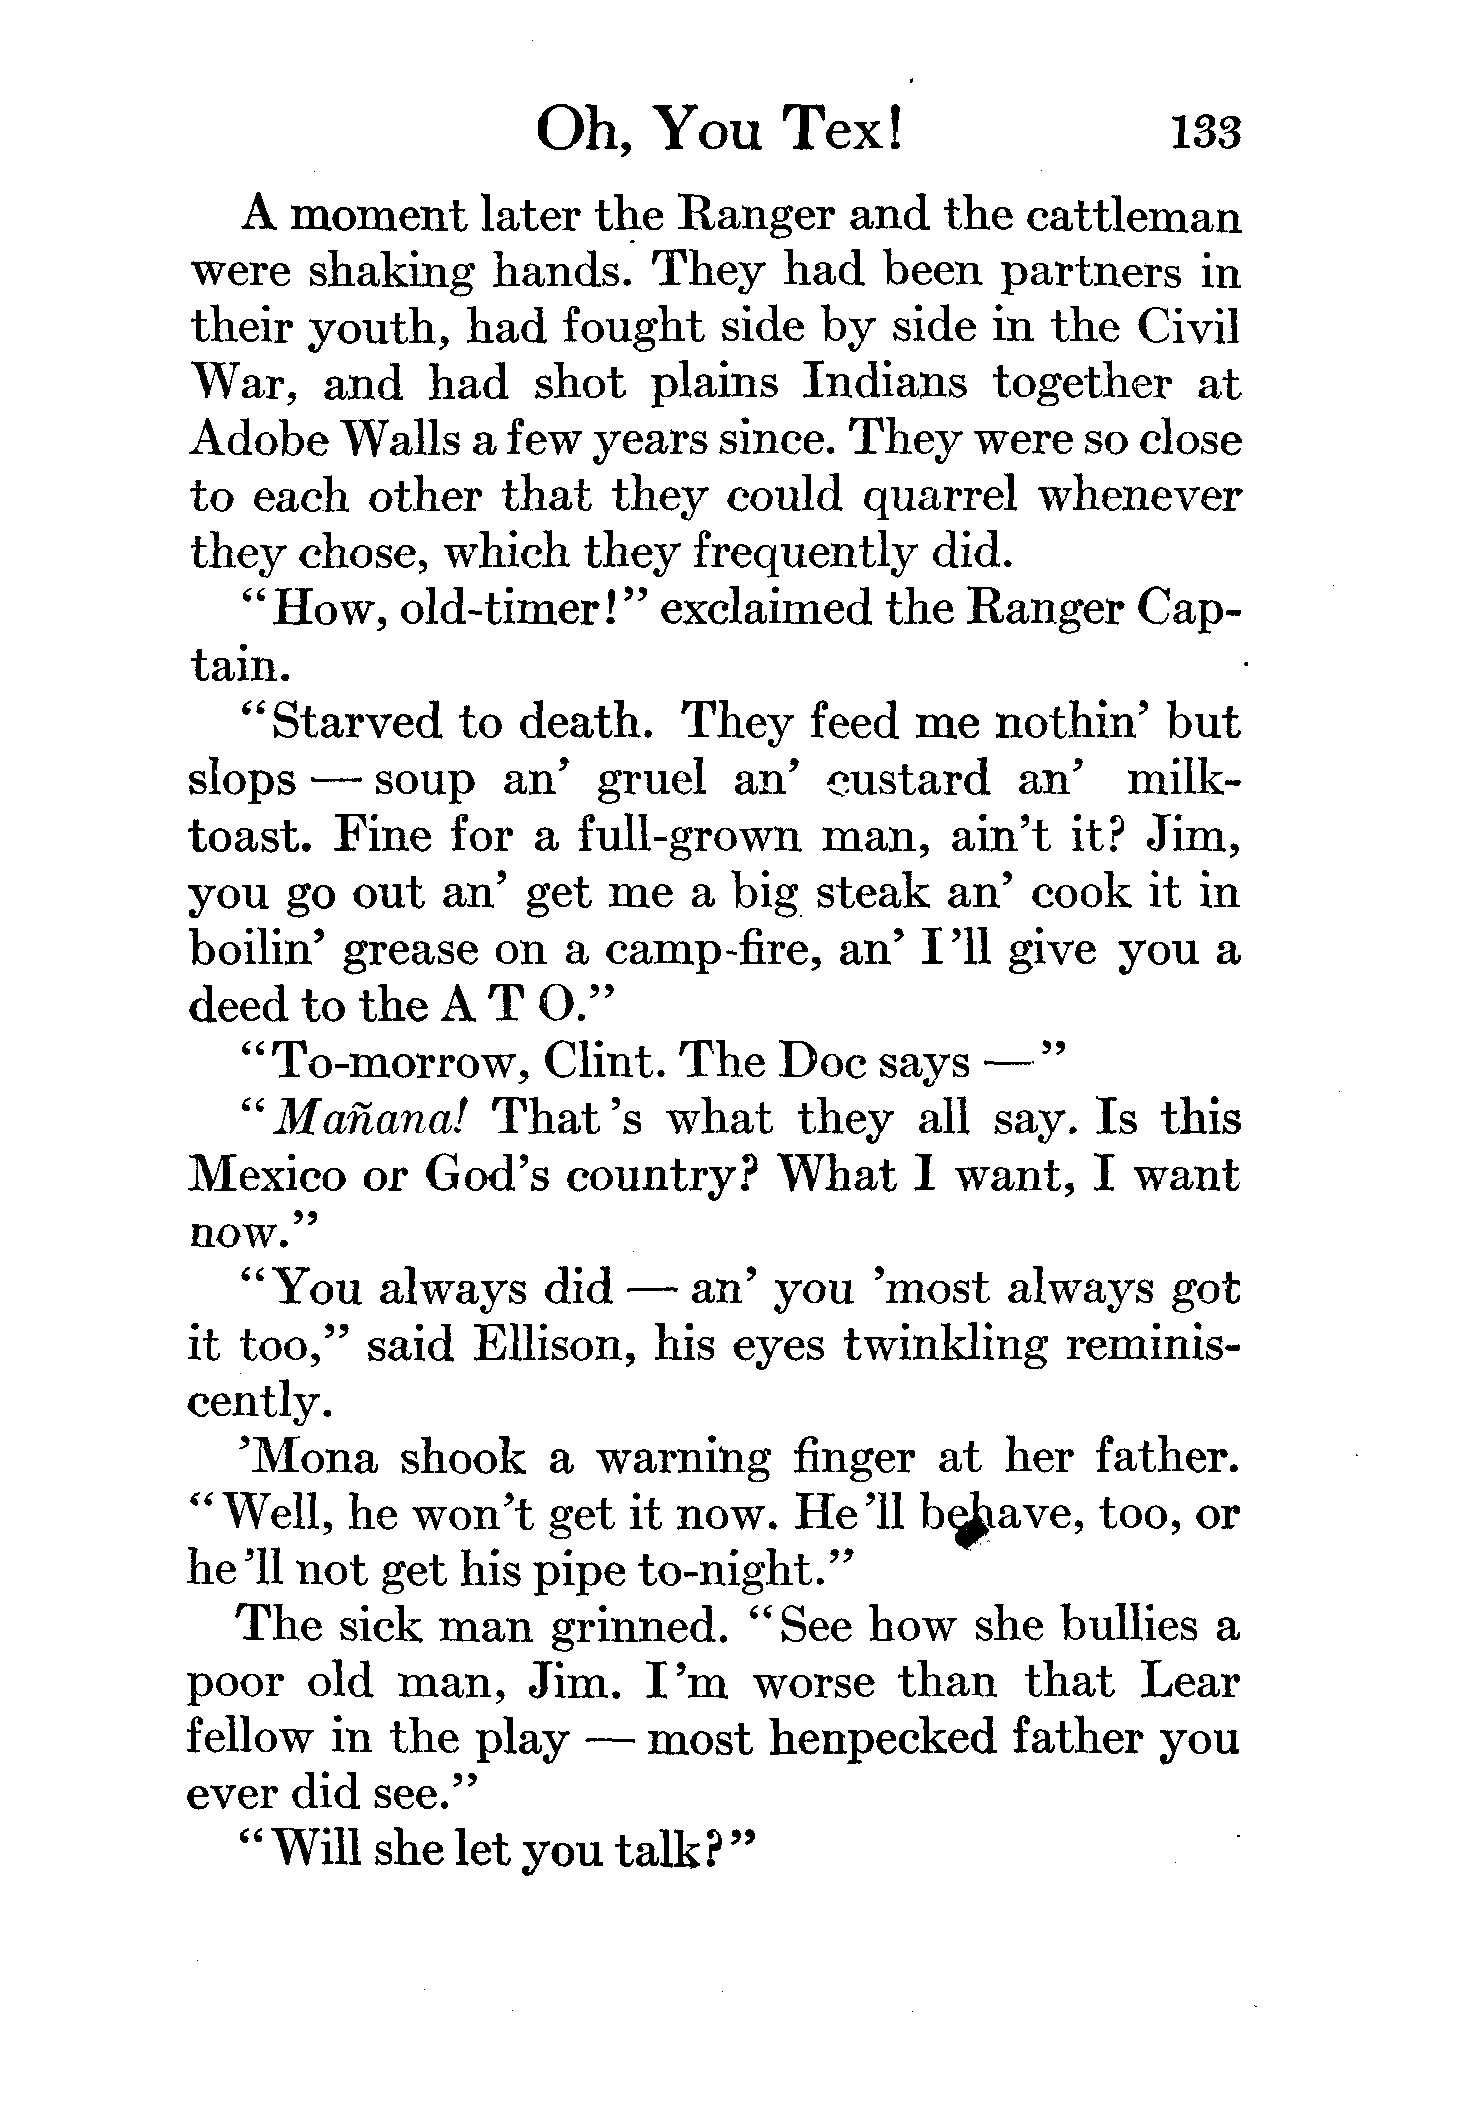 Oh, You Tex! 133
A moment later the Ranger and the cattleman
were shaking hands. They had been partners in
their youth, had fought side by side in the Civil
War, and had shot plains Indians together at
Adobe Walls a few years since. They were so close
to each other that they could quarrel whenever
they chose, which they frequently did.
"How, old-timer!" exclaimed the Ranger Cap-
tain.
"Starved to death. They feed me nothin' but
slops — soup an' gruel an' custard an' milk-
toast. Fine for a full-grown man, ain't it? Jim,
you go out an' get me a big steak an' cook it in
boilin' grease on a camp-fire, an' I'll give you a
deed to the A T O."
"To-morrow, Clint. The Doc says —"
"Mañana! That's what they all say. Is this
Mexico or God's country? What I want, I want
now."
"You always did — an' you 'most always got
it too," said Ellison, his eyes twinkling reminis-
cently.
'Mona shook a warning finger at her father.
"Well, he won't get it now. He'll behave, too, or
he'll not get his pipe to-night."
The sick man grinned. "See how she bullies a
poor old man, Jim. I'm worse than that Lear
fellow in the play — most henpecked father you
ever did see."
"Will she let you talk?"